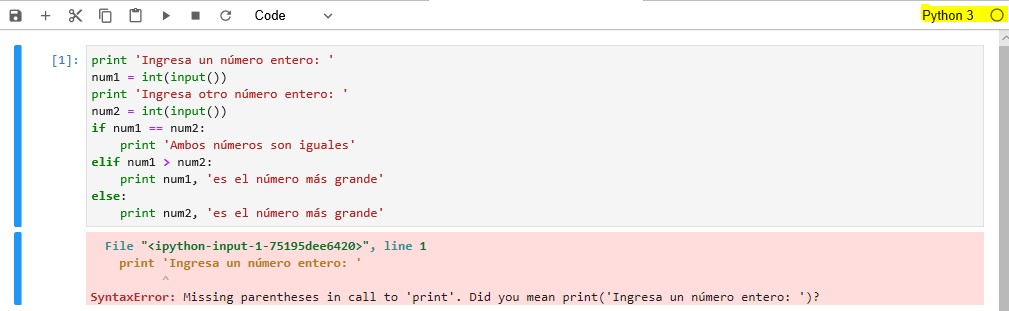 Code
Python 3
[1]: print 'Ingresa un número entero: '
num1 = int(input())
print 'Ingresa otro número entero: '
num2 = int(input())
if num1 == num2:
    print 'Ambos números son iguales'
elif num1 > num2:
    print num1, 'es el número más grande'
else:
    print num2, 'es el número más grande'
File "<ipython-input-1-75195dee6420>", line 1
    print 'Ingresa un número entero: '
^
SyntaxError: Missing parentheses in call to 'print'. Did you mean print('Ingresa un número entero: ')?